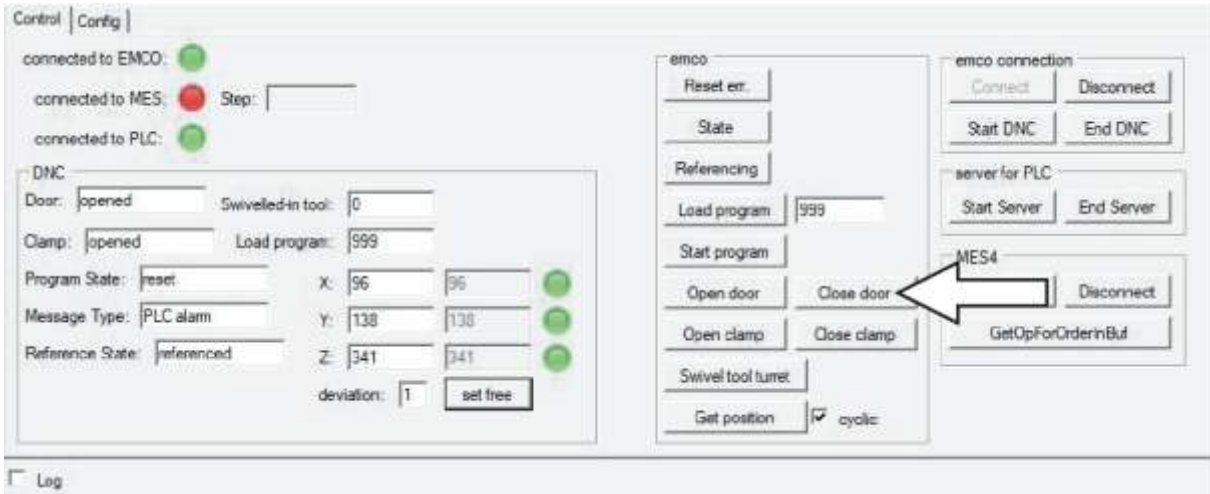 Control Config
connected to EMCO:
connected to MES: Step:
connected to PLC:
DNC
Door: opened Swivelled-in tool: 0
Clamp: opened Load program: 999
Program State: reset X: 96 96
Message Type: PLC alarm Y: 138 138
Reference State: referenced Z: 341 341
deviation: 1 set free
emco
Reset err.
State
Referencing
Load program 999
Start program
Open door Close door
Open clamp Close clamp
Swivel tool turret
Get position cyclic
emco connection
Connect Disconnect
Start DNC End DNC
server for PLC
Start Server End Server
MES4
Disconnect
GetOpForOrderInBuf
Log